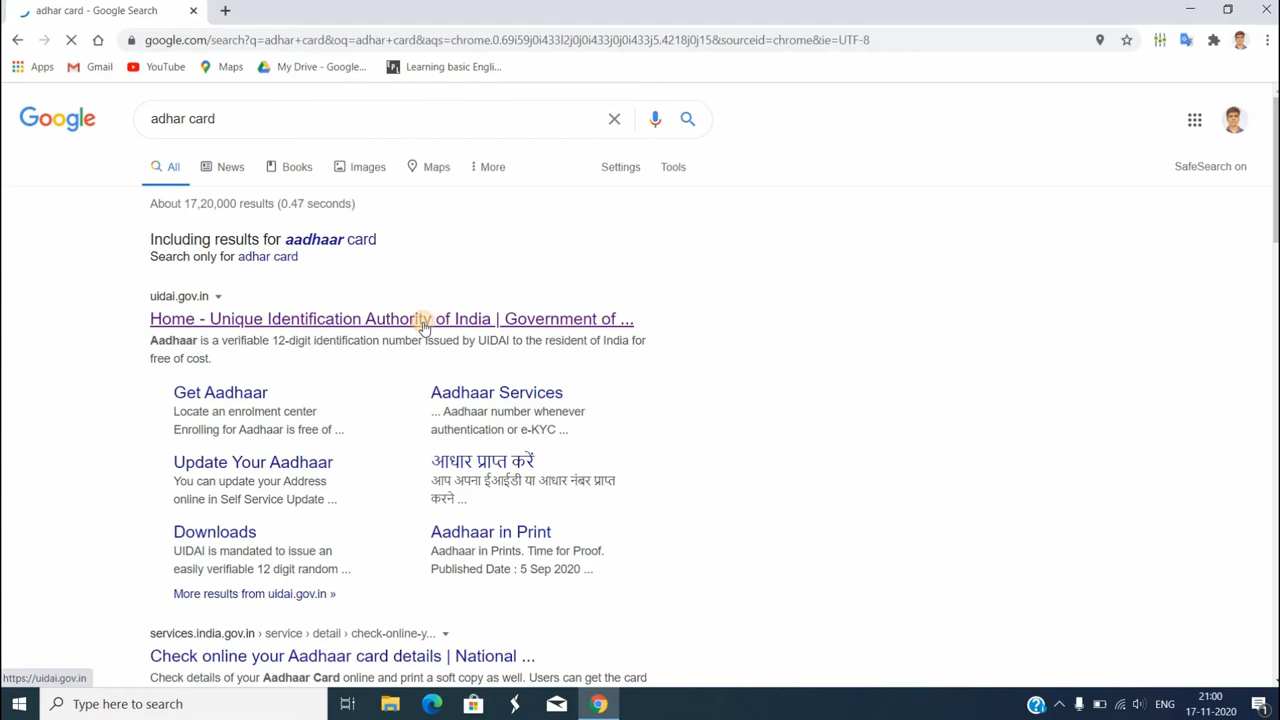 adhar card - Google Search
google.com/search?q=adhar+card&oq=adhar+card&aqs=chrome.0.69i59j0i433l2j0j0i433j0j0i433j5.4218j0j15&sourceid=chrome&ie=UTF-8
Apps Gmail YouTube Maps My Drive - Google... Learning basic Engli...
Google adhar card
All News Books Images Maps More Settings Tools SafeSearch on
About 17,20,000 results (0.47 seconds)
Including results for aadhaar card
Search only for adhar card
uidai.gov.in
Home - Unique Identification Authority of India | Government of ...
Aadhaar is a verifiable 12-digit identification number issued by UIDAI to the resident of India for
free of cost.
Get Aadhaar
Locate an enrolment center
Enrolling for Aadhaar is free of ...
Aadhaar Services
... Aadhaar number whenever
authentication or e-KYC ...
Update Your Aadhaar
You can update your Address
online in Self Service Update ...
आधार प्राप्त करें
आप अपना ईआईडी या आधार नंबर प्राप्त
करने ...
Downloads
UIDAI is mandated to issue an
easily verifiable 12 digit random ...
Aadhaar in Print
Aadhaar in Prints. Time for Proof.
Published Date : 5 Sep 2020 ...
More results from uidai.gov.in »
services.india.gov.in › service › detail › check-online-y...
Check online your Aadhaar card details | National ...
Check details of your Aadhaar Card online and print a soft copy as well. Users can get the card
https://uidai.gov.in
Type here to search
ENG
21:00
17-11-2020
1